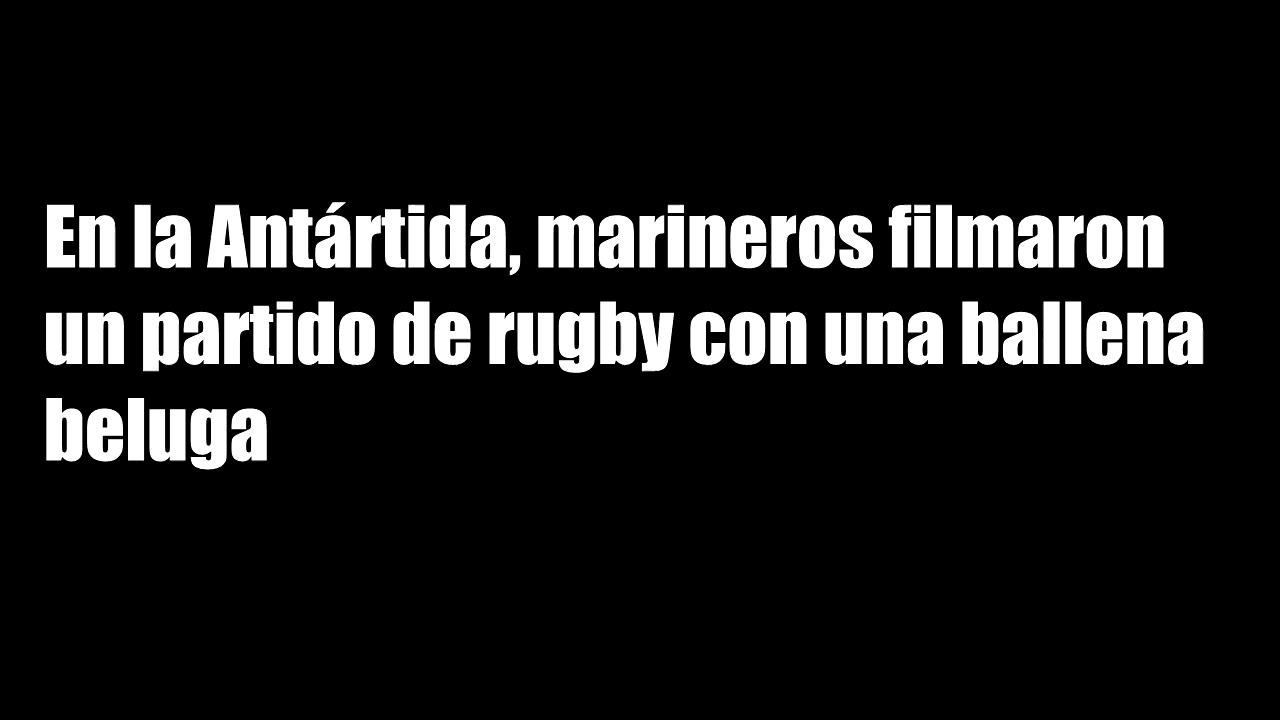 En la Antártida, marineros filmaron
un partido de rugby con una ballena
beluga